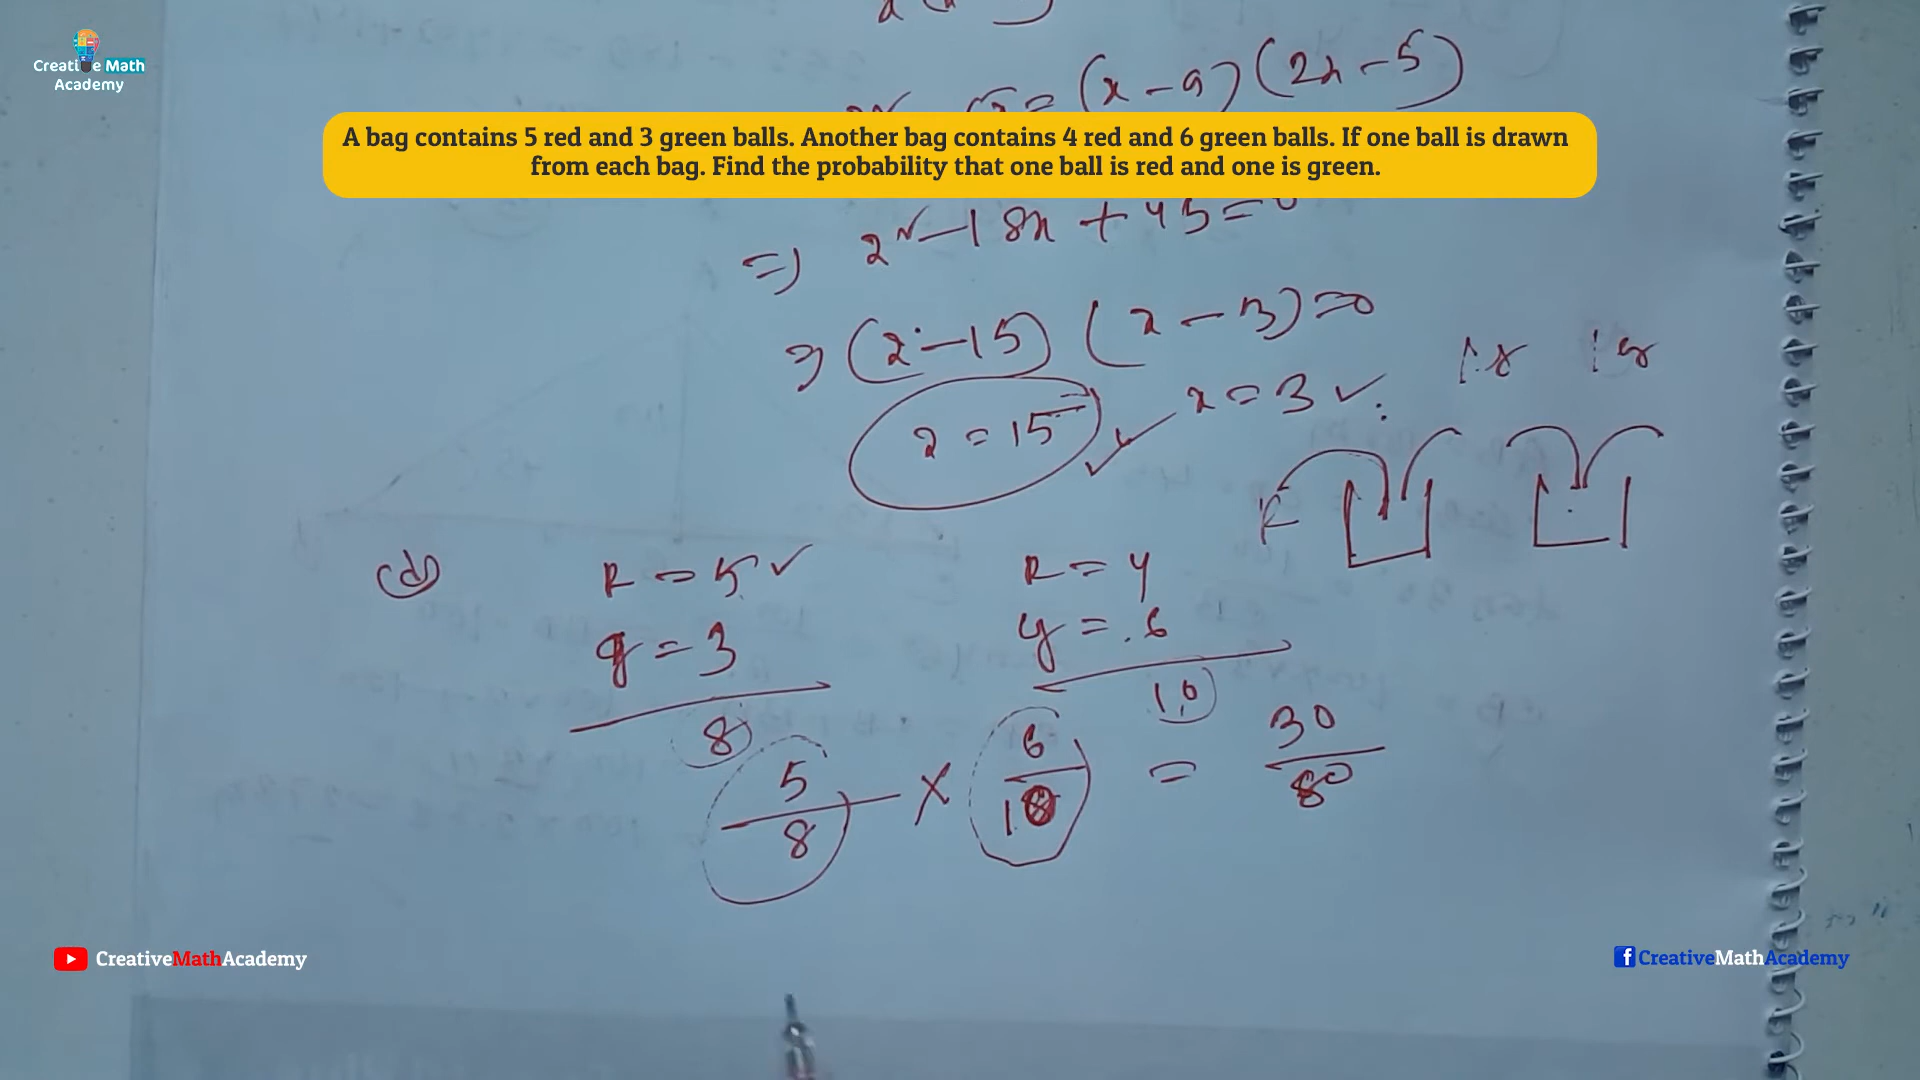 Creative Math
Academy
= (x-9)(2x-5)
A bag contains 5 red and 3 green balls. Another bag contains 4 red and 6 green balls. If one ball is drawn
from each bag. Find the probability that one ball is red and one is green.
=> - 18x + 45 = 0
=> (x-15) (x-3)=0
x = 15 x = 3 ✓
R
(d) R = 5 ✓ R = 4
g = 3 y = 6
8 10
5/8 × 6/10 = 30/80
CreativeMathAcademy
CreativeMathAcademy